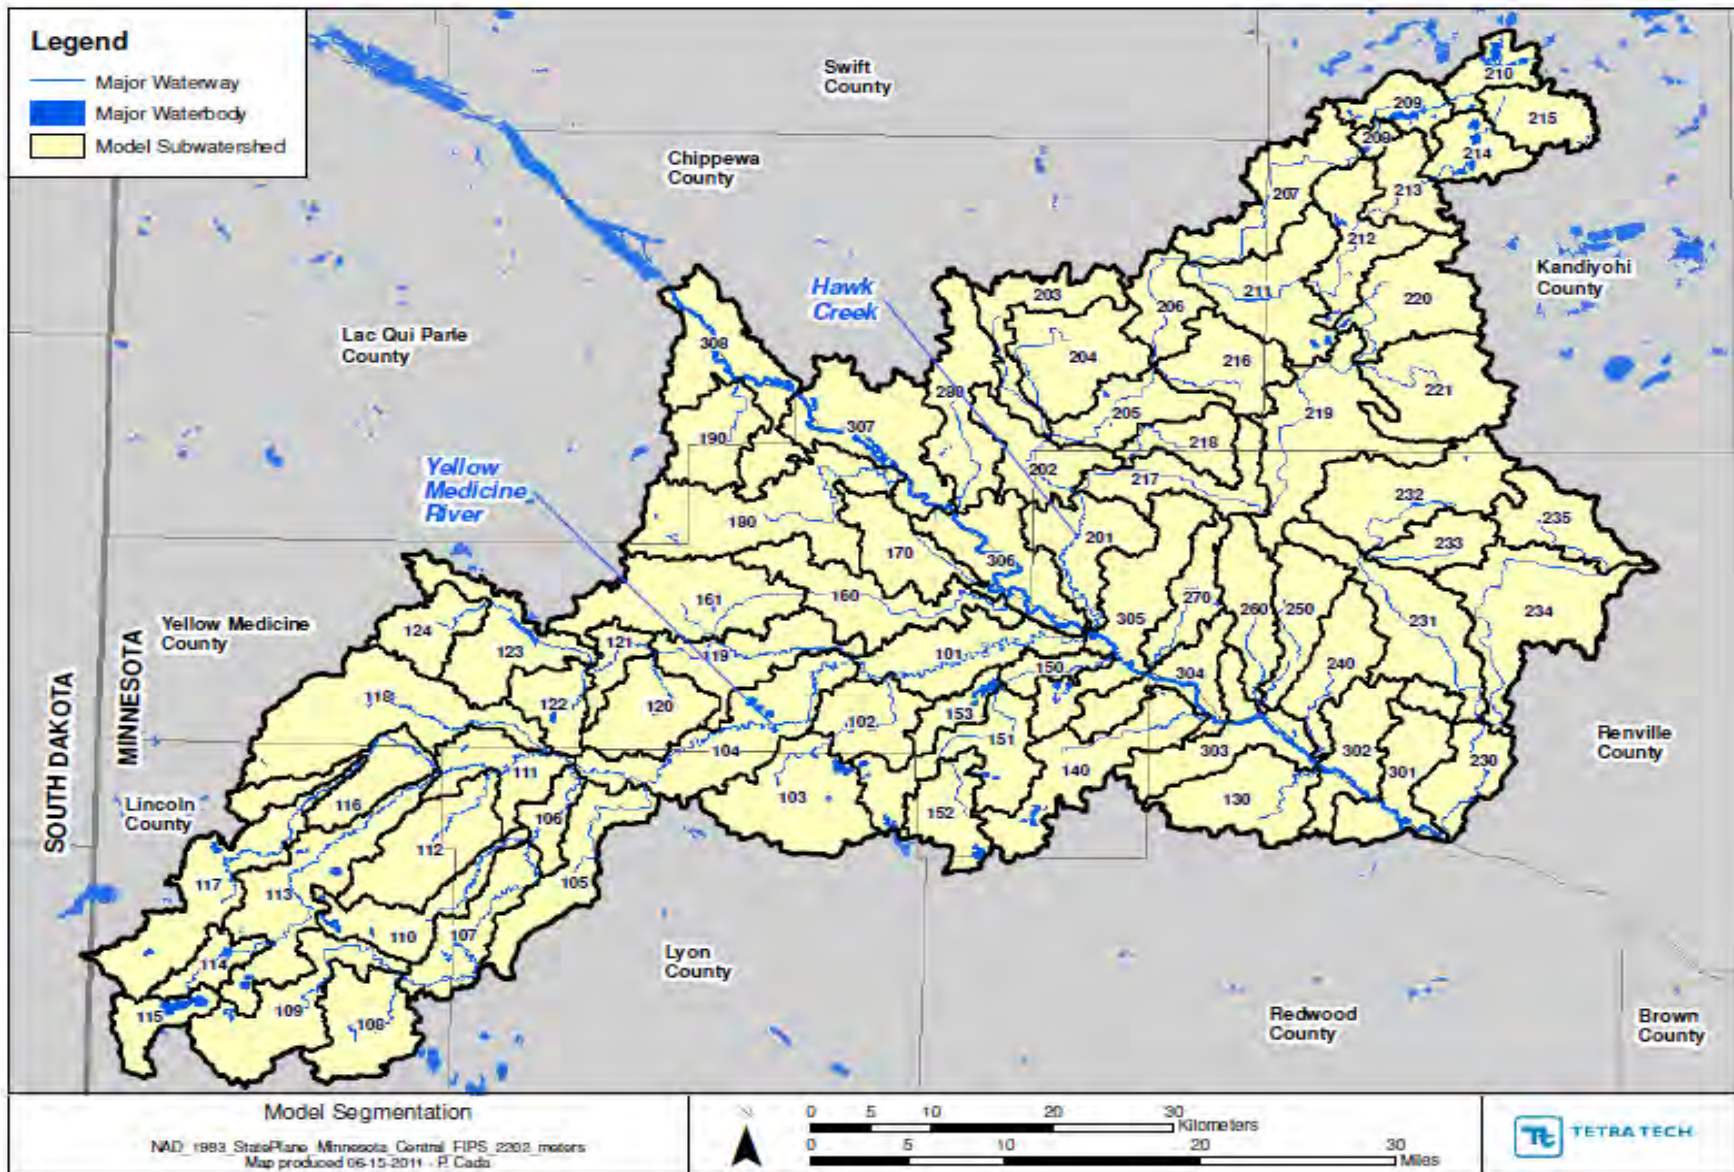 Legend
Major Waterway
Major Waterbody
Model Subwatershed
Swift
County
Chippewa
County
Kandiyohi
County
Lac Qui Parle
County
Hawk
Creek
Yellow
Medicine
River
Yellow Medicine
County
SOUTH DAKOTA
MINNESOTA
Lincoln
County
Lyon
County
Redwood
County
Brown
County
Renville
County
210
209
215
208
214
213
207
212
211
220
203
206
204
216
221
308
205
219
307
190
218
202
217
232
235
180
201
233
170
306
161
160
305
270
260
250
231
234
124
123
121
119
101
150
304
240
118
122
120
102
153
151
104
303
302
301
230
111
103
140
130
116
106
152
112
117
113
105
110
107
114
115
109
108
Model Segmentation
NAD_1983_StatePlane_Minnesota_Central_FIPS_2202_meters
Map produced 06-15-2011 - P. Cada
0 5 10 20 30
Kilometers
0 5 10 20 30
Miles
TETRA TECH